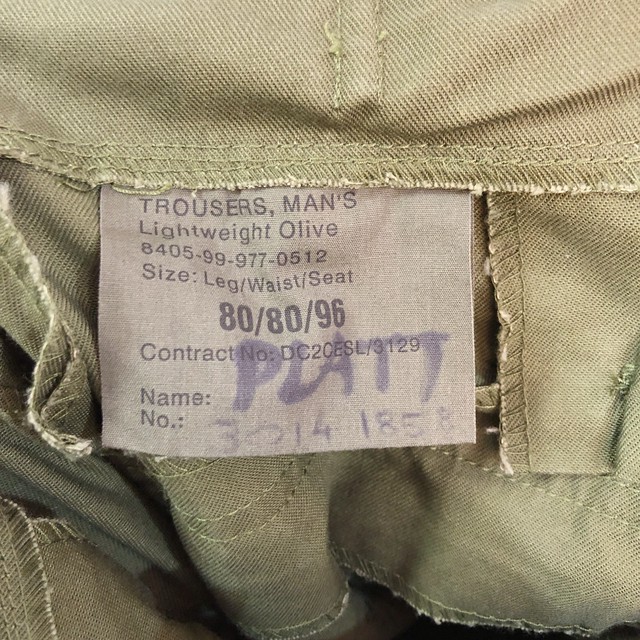 TROUSERS, MAN'S
Lightweight Olive
8405-99-977-0512
Size: Leg/Waist/Seat
80/80/96
Contract No: DC2CESL/3129
Name: PLATT
No.: 3014 1858